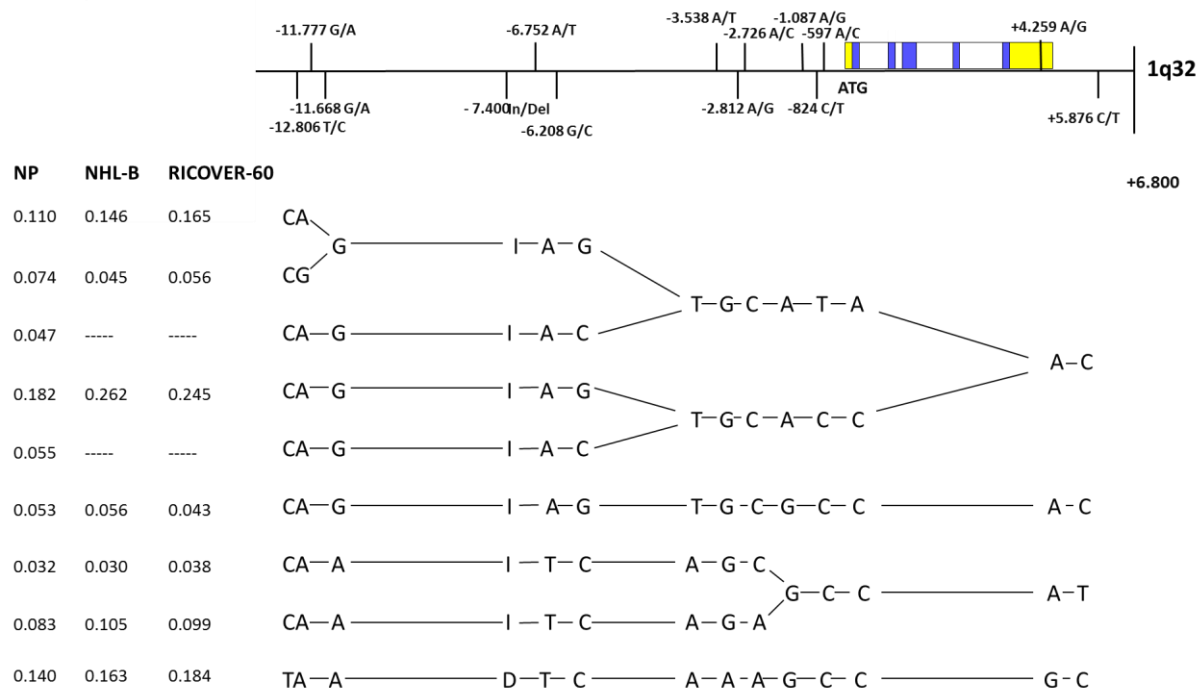 -3.538 A/T -1.087 A/G
-11.777 G/A -6.752 A/T -2.726 A/C -597 A/C +4.259 A/G
1q32
ATG
-11.668 G/A - 7.400In/Del -2.812 A/G -824 C/T +5.876 C/T
-12.806 T/C -6.208 G/C
NP NHL-B RICOVER-60
+6.800
0.110 0.146 0.165 CA
G I A G
0.074 0.045 0.056 CG
T G C A T A
0.047 ----- ----- CA G I A C
A C
0.182 0.262 0.245 CA G I A G
T G C A C C
0.055 ----- ----- CA G I A C
0.053 0.056 0.043 CA G I A G T G C G C C A C
0.032 0.030 0.038 CA A I T C A G C
G C C A T
0.083 0.105 0.099 CA A I T C A G A
0.140 0.163 0.184 TA A D T C A A A G C C G C